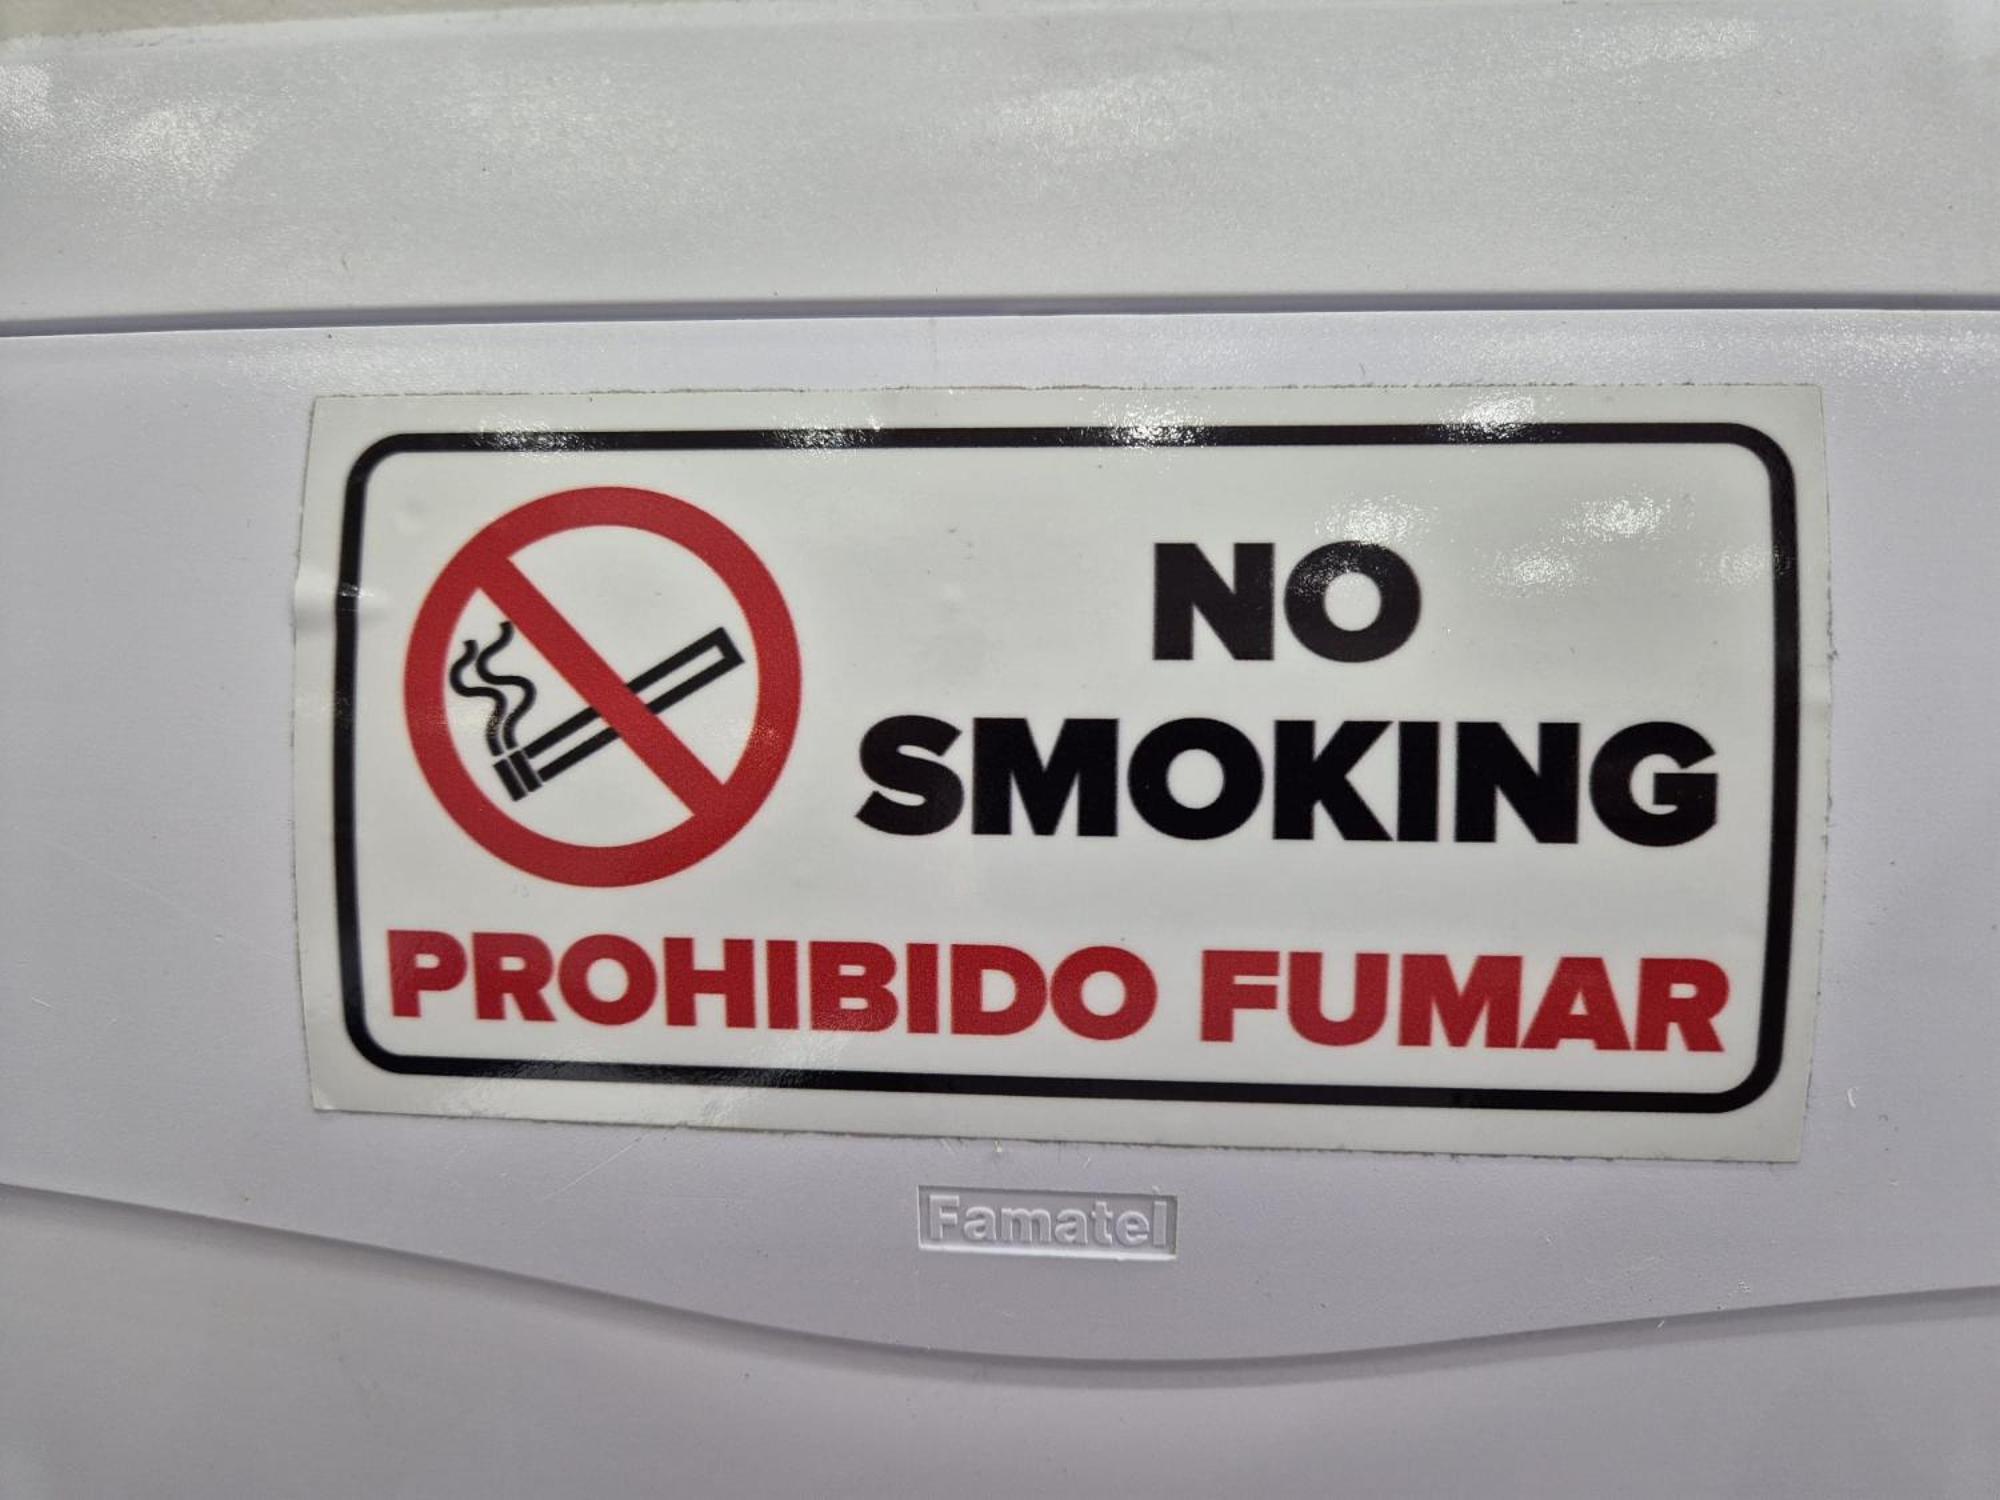 NO
SMOKING
PROHIBIDO FUMAR
Famatel